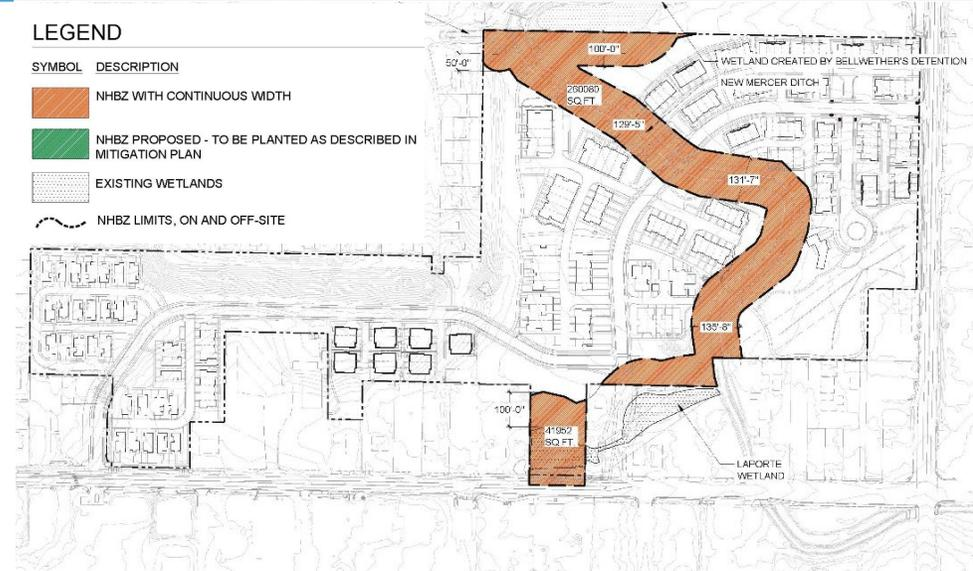 LEGEND
SYMBOL DESCRIPTION
NHBZ WITH CONTINUOUS WIDTH
NHBZ PROPOSED - TO BE PLANTED AS DESCRIBED IN
MITIGATION PLAN
EXISTING WETLANDS
NHBZ LIMITS, ON AND OFF-SITE
100'-0"
50'-0"
WETLAND CREATED BY BELLWETHER'S DETENTION
NEW MERCER DITCH
260080
SQ.FT.
129'-5"
131'-7"
135'-8"
100'-0"
41952
SQ.FT.
LAPORTE
WETLAND